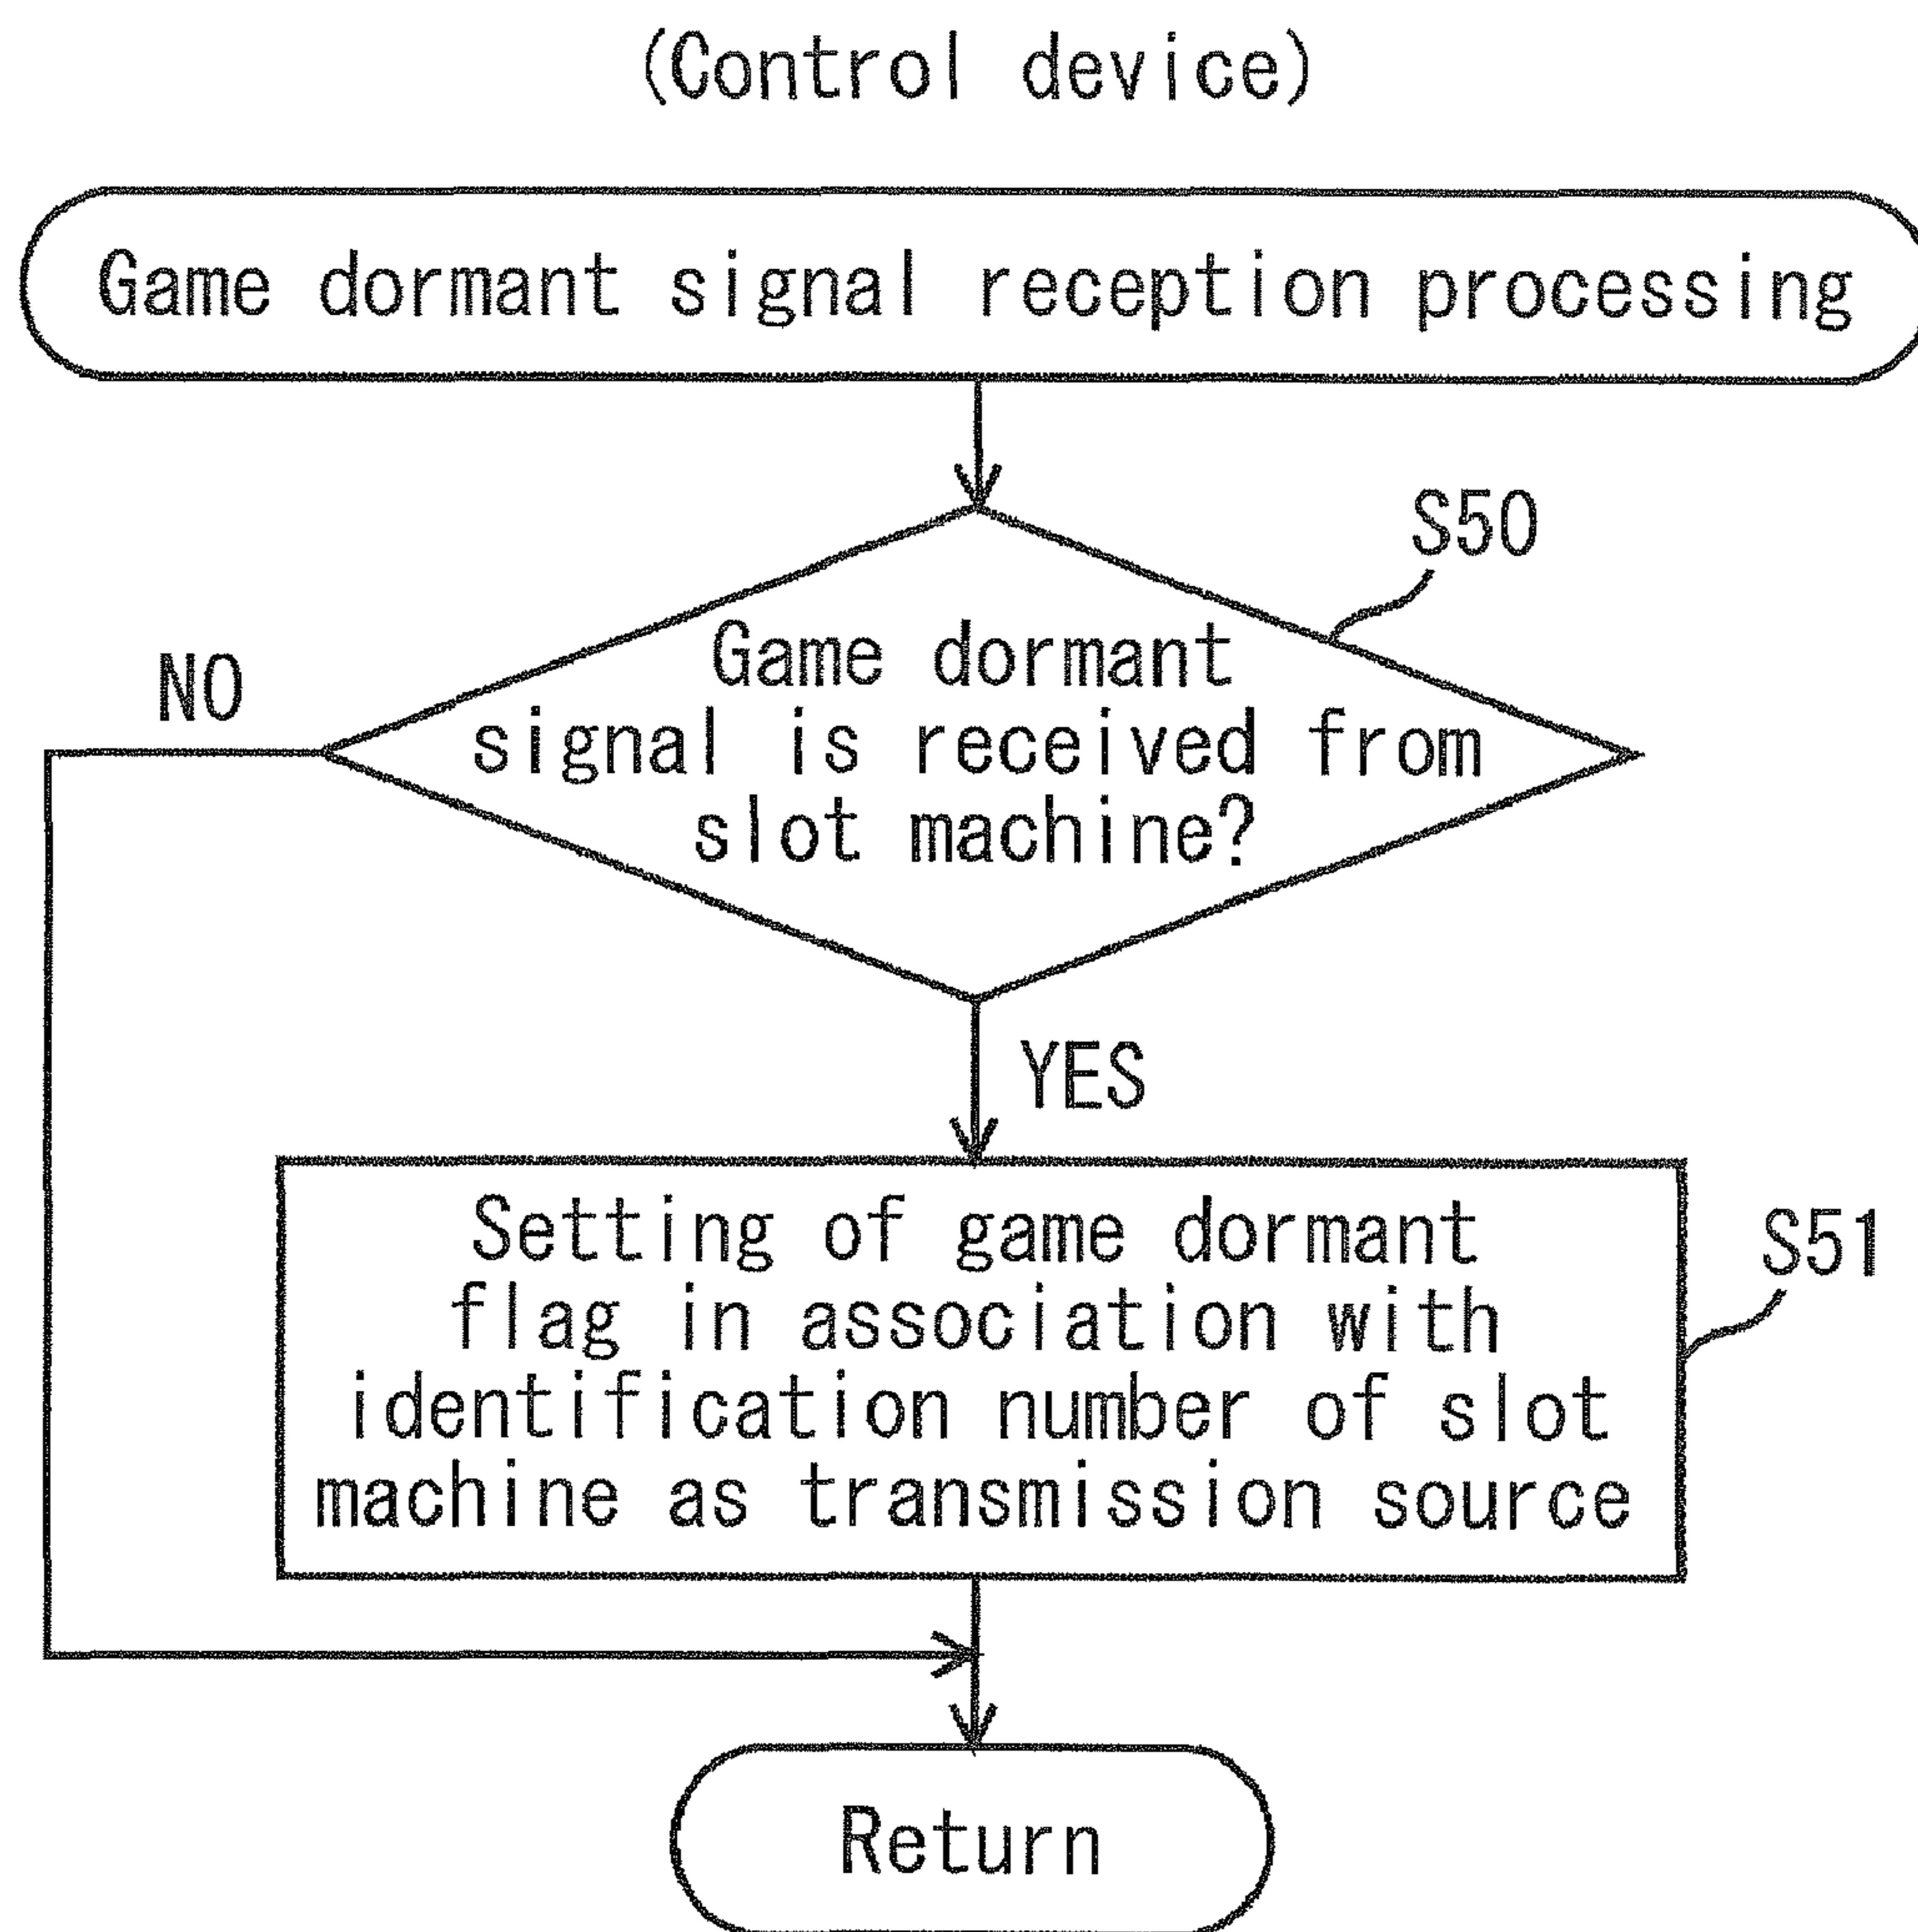 (Control device)
Game dormant signal reception processing
S50
Game dormant
NO
signal is received from
slot machine?
YES
Setting of game dormant
S51
flag in association with
identification number of slot
machine as transmission source
Return